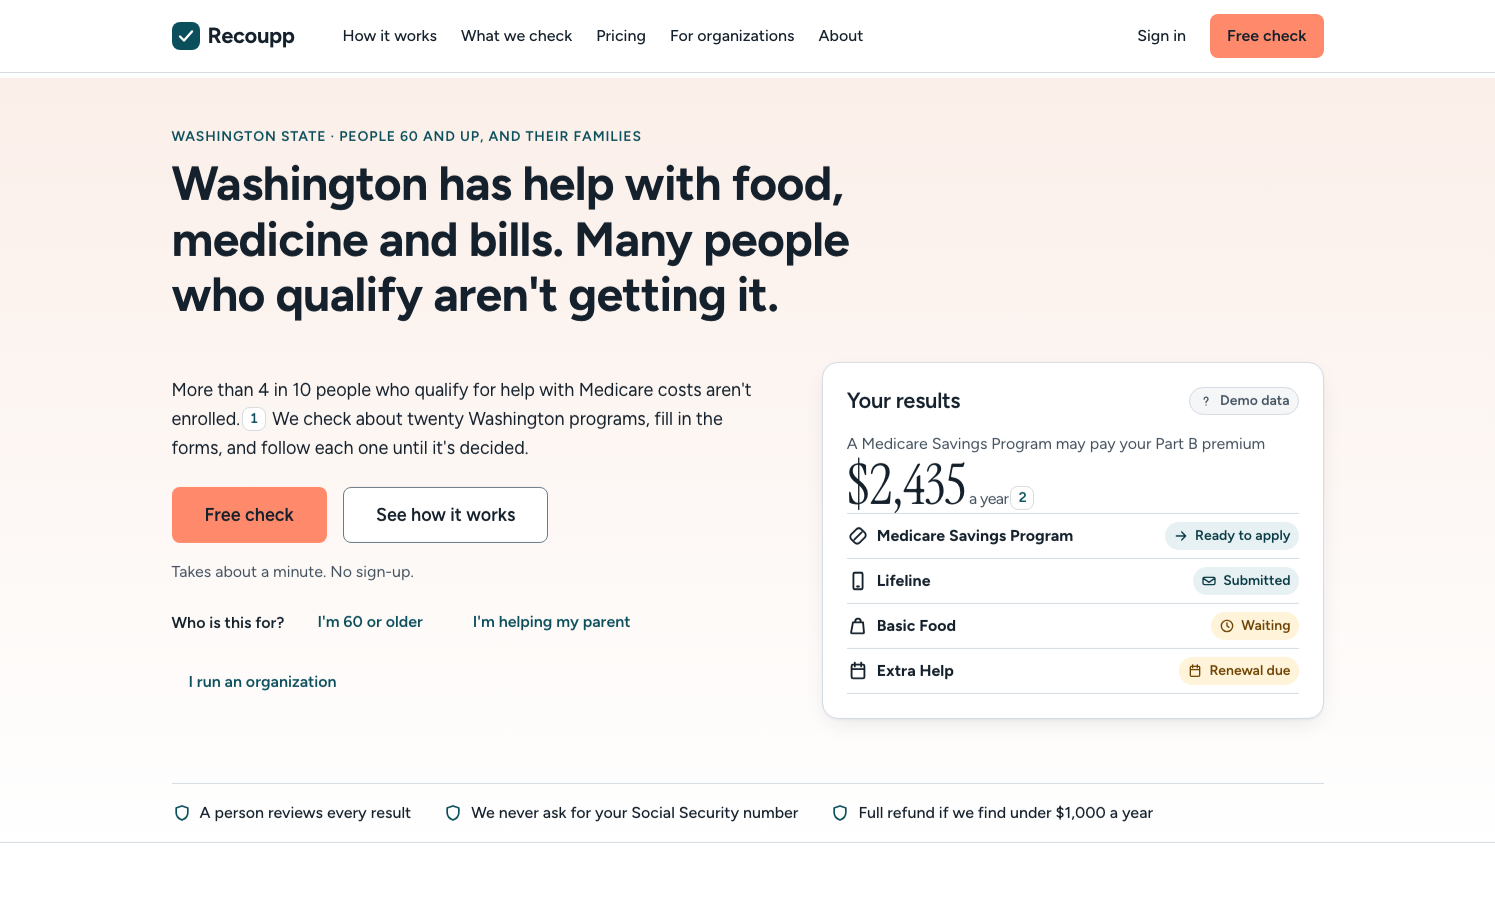 Recoupp
How it works
What we check
Pricing
For organizations
About
Sign in
Free check
WASHINGTON STATE · PEOPLE 60 AND UP, AND THEIR FAMILIES
Washington has help with food,
medicine and bills. Many people
who qualify aren't getting it.
More than 4 in 10 people who qualify for help with Medicare costs aren't
enrolled. 1 We check about twenty Washington programs, fill in the
forms, and follow each one until it's decided.
Free check
See how it works
Takes about a minute. No sign-up.
Who is this for?
I'm 60 or older
I'm helping my parent
I run an organization
Your results
? Demo data
A Medicare Savings Program may pay your Part B premium
$2,435 a year 2
Medicare Savings Program
Ready to apply
Lifeline
Submitted
Basic Food
Waiting
Extra Help
Renewal due
A person reviews every result
We never ask for your Social Security number
Full refund if we find under $1,000 a year